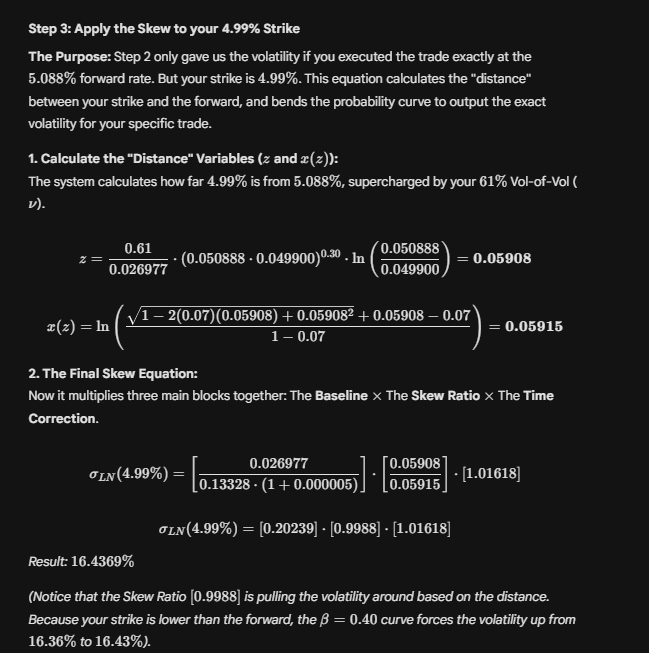 Step 3: Apply the Skew to your 4.99% Strike
The Purpose: Step 2 only gave us the volatility if you executed the trade exactly at the
5.088% forward rate. But your strike is 4.99%. This equation calculates the "distance"
between your strike and the forward, and bends the probability curve to output the exact
volatility for your specific trade.
1. Calculate the "Distance" Variables (z and x(z)):
The system calculates how far 4.99% is from 5.088%, supercharged by your 61% Vol-of-Vol (
ν).
z = 0.61/0.026977 · (0.050888 · 0.049900)^0.30 · ln(0.050888/0.049900) = 0.05908
x(z) = ln((√(1 − 2(0.07)(0.05908) + 0.05908²) + 0.05908 − 0.07)/(1 − 0.07)) = 0.05915
2. The Final Skew Equation:
Now it multiplies three main blocks together: The Baseline × The Skew Ratio × The Time
Correction.
σ_LN(4.99%) = [0.026977/(0.13328 · (1 + 0.000005))] · [0.05908/0.05915] · [1.01618]
σ_LN(4.99%) = [0.20239] · [0.9988] · [1.01618]
Result: 16.4369%
(Notice that the Skew Ratio [0.9988] is pulling the volatility around based on the distance.
Because your strike is lower than the forward, the β = 0.40 curve forces the volatility up from
16.36% to 16.43%).